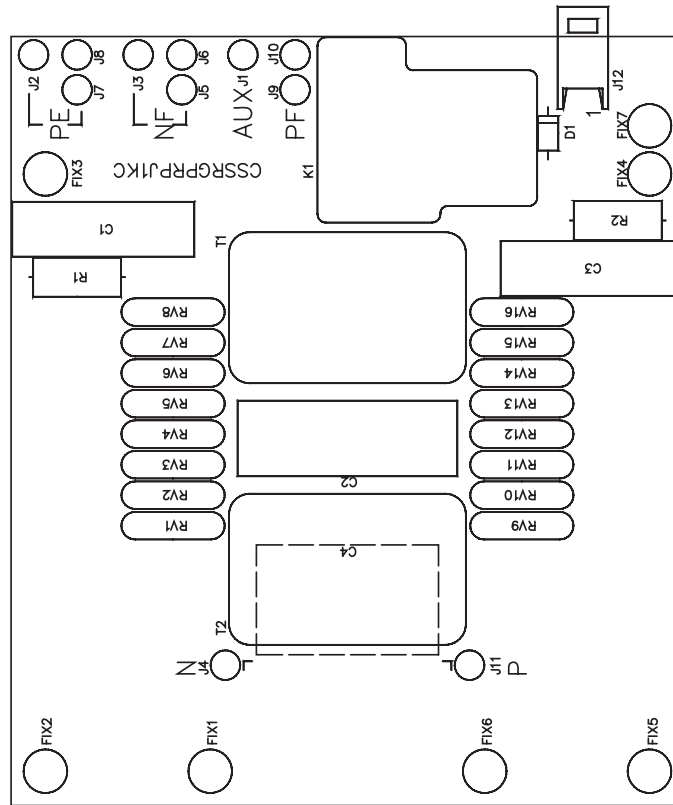 J2
J8
J3
J6
J1
J10
J12
J7
J5
J9
PE
NF
AUX
PF
D1
1
FIX7
FIX3
CSSRGPRPJ1KC
K1
FIX4
C1
T1
R2
R1
C3
RV8
RV16
RV7
RV15
RV6
RV14
RV5
RV13
RV4
RV12
RV3
RV11
C2
RV2
RV10
RV1
RV9
C4
T2
N
J4
J11
P
FIX2
FIX1
FIX6
FIX5